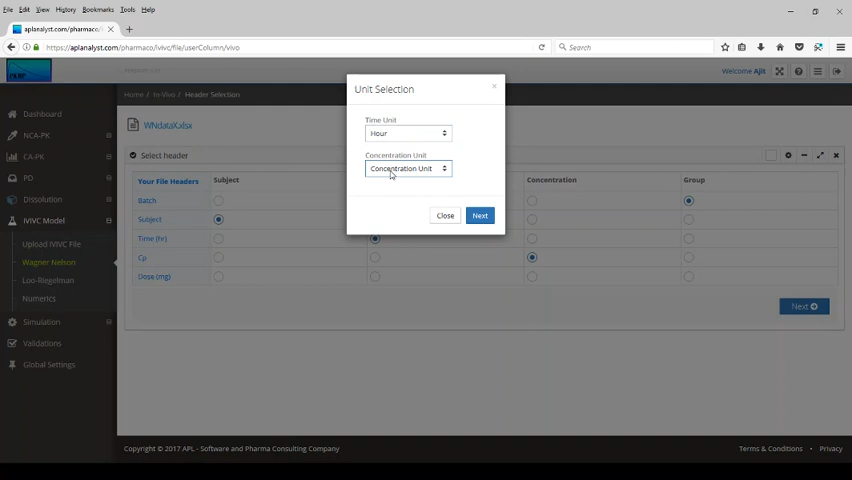 File Edit View History Bookmarks Tools Help
aplanalyst.com/pharmaco/i
https://aplanalyst.com/pharmaco/ivivc/file/userColumn/vivo
Search
Welcome Ajit
Home / In-Vivo / Header Selection
Dashboard
NCA-PK
CA-PK
PD
Dissolution
IVIVC Model
Upload IVIVC File
Wagner Nelson
Loo-Riegelman
Numerics
Simulation
Validations
Global Settings
WNdataX.xlsx
Select header
Your File Headers Subject Concentration Group
Batch
Subject
Time (hr)
Cp
Dose (mg)
Next
Unit Selection
×
Time Unit
Hour
Concentration Unit
Concentration Unit
Close Next
Copyright © 2017 APL - Software and Pharma Consulting Company
Terms & Conditions • Privacy